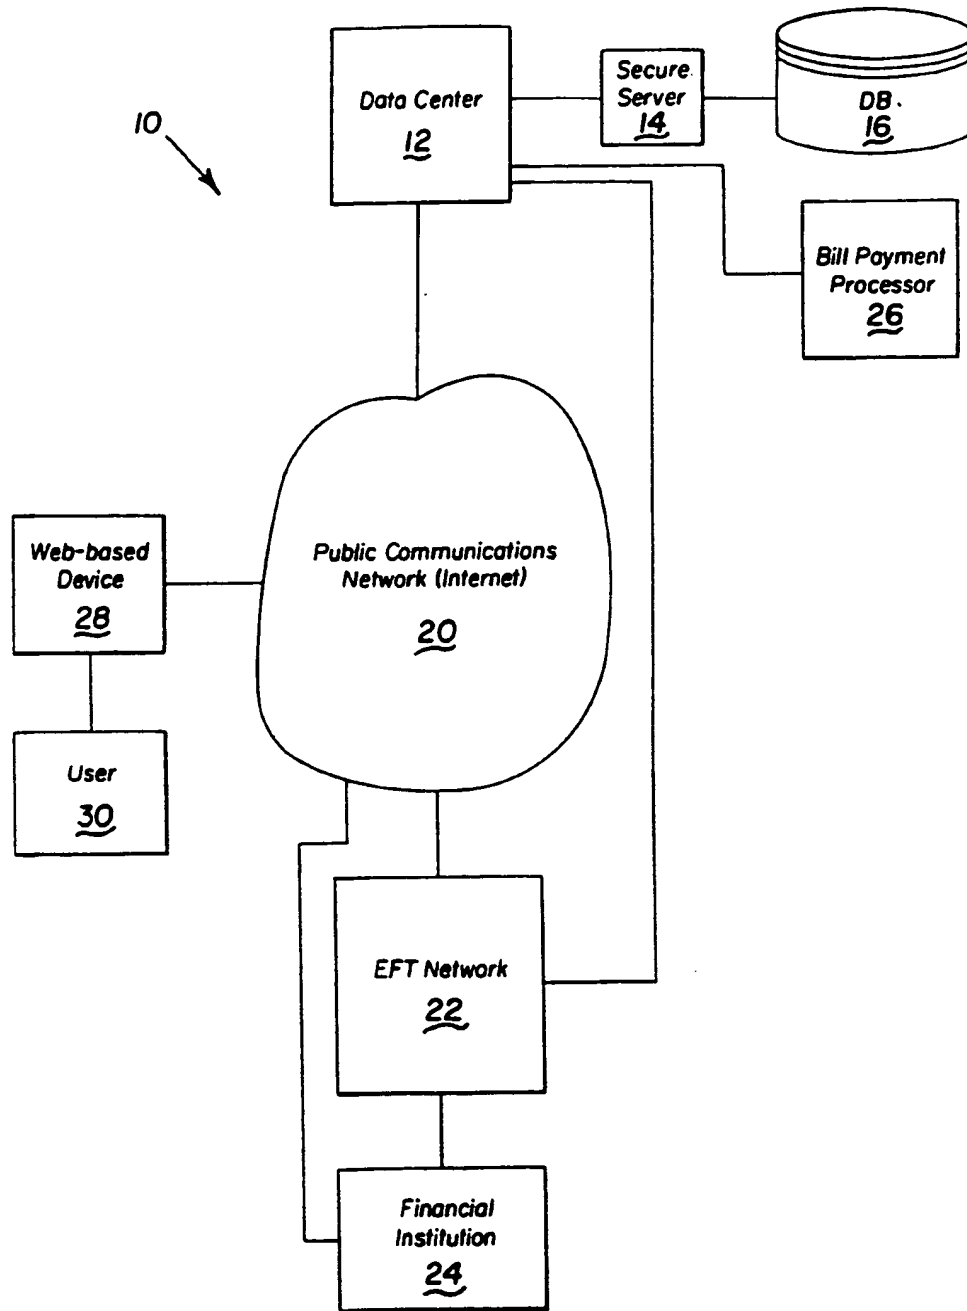 10
Data Center
12
Secure
Server
14
DB.
16
Bill Payment
Processor
26
Web-based
Device
28
Public Communications
Network (Internet)
20
User
30
EFT Network
22
Financial
Institution
24